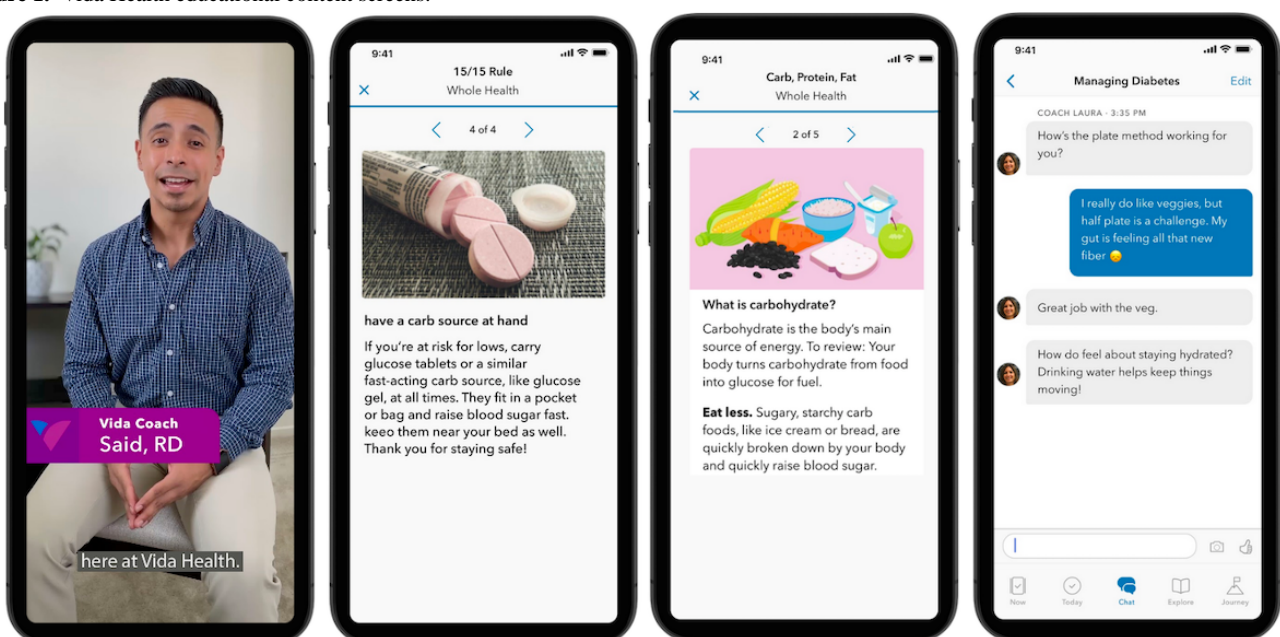 Vida Health educational content screens.
Vida Coach
Said, RD
here at Vida Health.
9:41
15/15 Rule
Whole Health
4 of 4
have a carb source at hand
If you're at risk for lows, carry
glucose tablets or a similar
fast-acting carb source, like glucose
gel, at all times. They fit in a pocket
or bag and raise blood sugar fast.
keeo them near your bed as well.
Thank you for staying safe!
9:41
Carb, Protein, Fat
Whole Health
2 of 5
What is carbohydrate?
Carbohydrate is the body's main
source of energy. To review: Your
body turns carbohydrate from food
into glucose for fuel.
Eat less. Sugary, starchy carb
foods, like ice cream or bread, are
quickly broken down by your body
and quickly raise blood sugar.
9:41
Managing Diabetes
Edit
COACH LAURA · 3:35 PM
How's the plate method working for
you?
I really do like veggies, but
half plate is a challenge. My
gut is feeling all that new
fiber 😞
Great job with the veg.
How do feel about staying hydrated?
Drinking water helps keep things
moving!
Now
Today
Chat
Explore
Journey